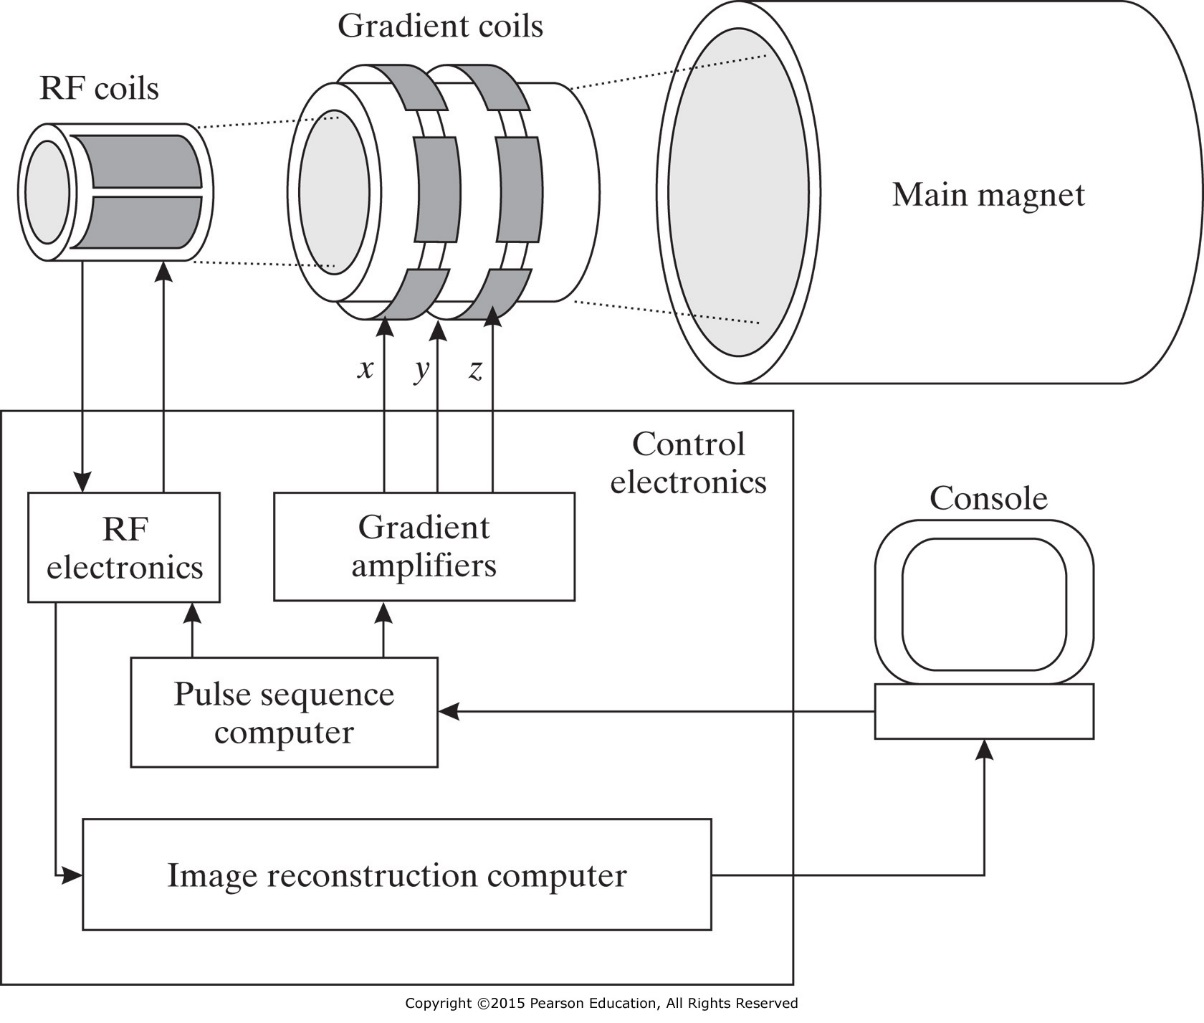 Gradient coils
RF coils
Main magnet
x
y
z
Control
electronics
Console
RF
electronics
Gradient
amplifiers
Pulse sequence
computer
Image reconstruction computer
Copyright ©2015 Pearson Education, All Rights Reserved